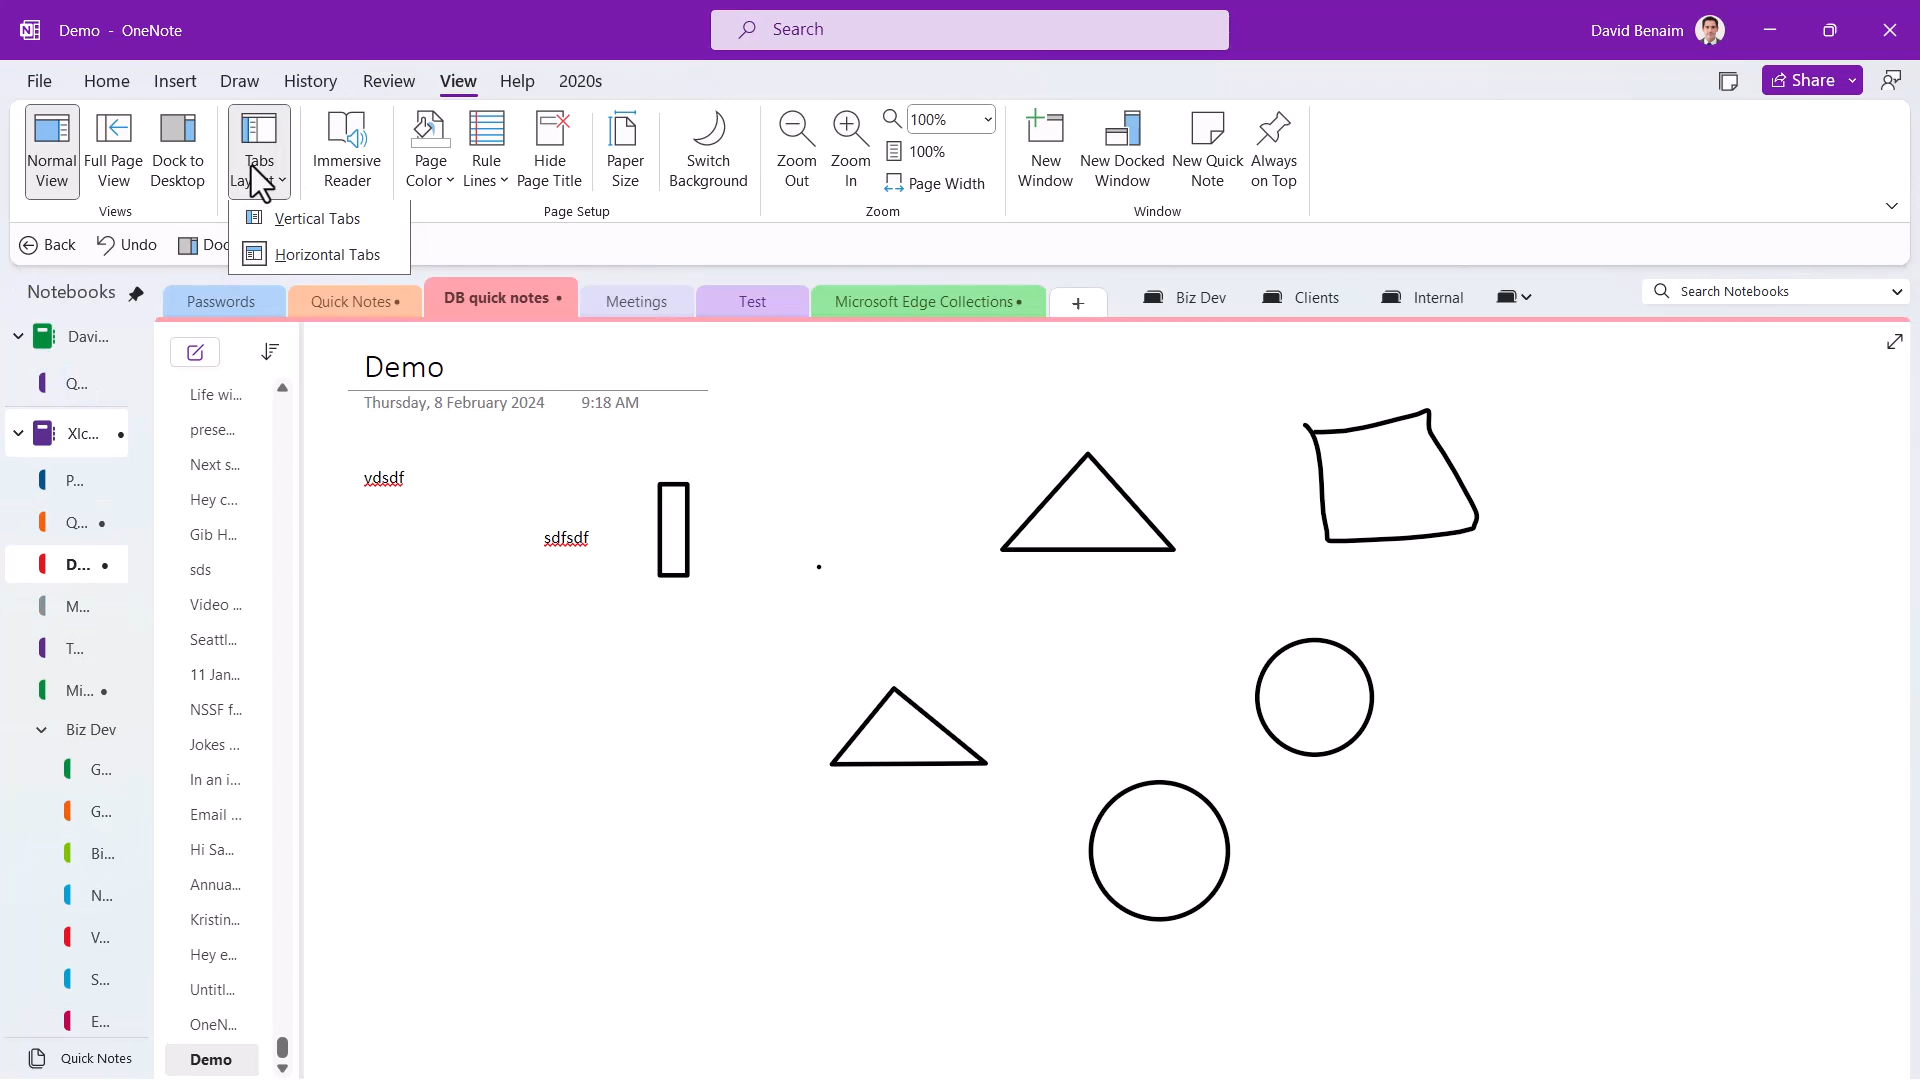 Demo - OneNote
Search
David Benaim
File Home Insert Draw History Review View Help 2020s
Share
Normal View
Full Page View
Dock to Desktop
Tabs
Immersive Reader
Page Color
Rule Lines
Hide Page Title
Paper Size
Switch Background
Zoom Out
Zoom In
100%
100%
Page Width
New Window
New Docked Window
New Quick Note
Always on Top
Views
Page Setup
Zoom
Window
Vertical Tabs
Horizontal Tabs
Back
Undo
Notebooks
Passwords
Quick Notes
DB quick notes
Meetings
Test
Microsoft Edge Collections
+
Biz Dev
Clients
Internal
Search Notebooks
Davi...
Q...
Xlc...
P...
Q...
D...
M...
T...
Mi...
Biz Dev
G...
G...
Bi...
N...
V...
S...
E...
Quick Notes
Life wi...
prese...
Next s...
Hey c...
Gib H...
sds
Video ...
Seattl...
11 Jan...
NSSF f...
Jokes ...
In an i...
Email ...
Hi Sa...
Annua...
Kristin...
Hey e...
Untitl...
OneN...
Demo
Demo
Thursday, 8 February 2024 9:18 AM
vdsdf
sdfsdf